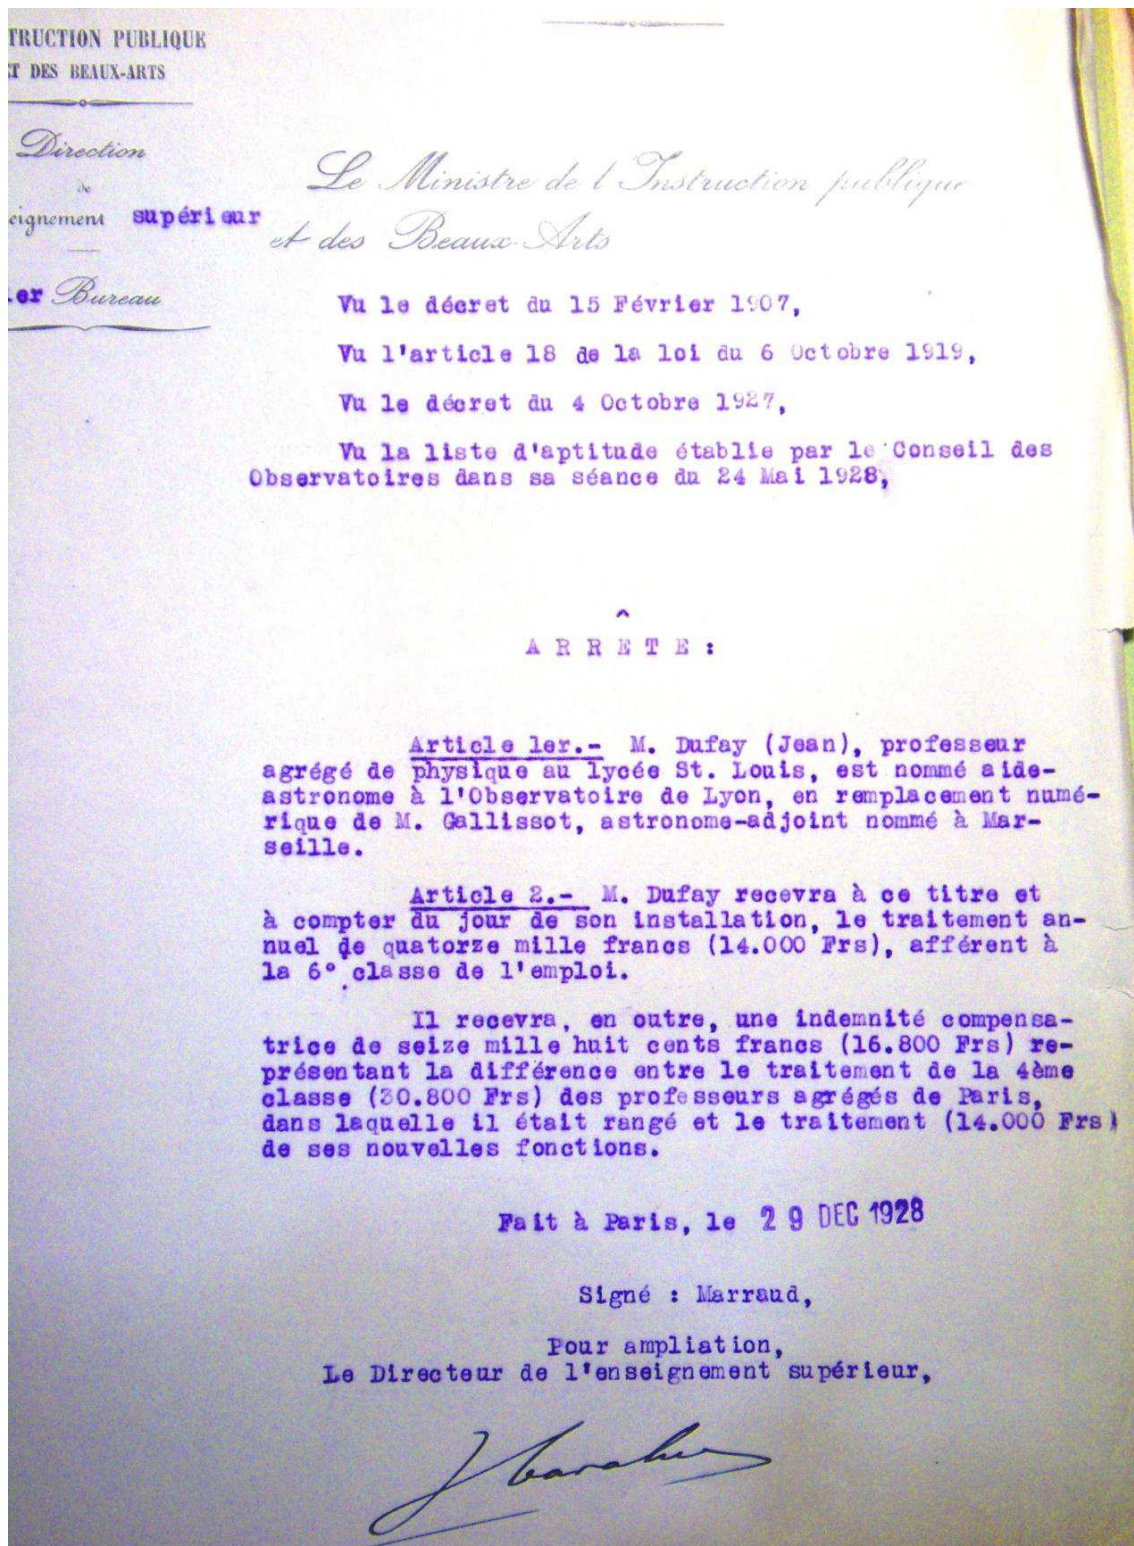 TRUCTION PUBLIQUE
ET DES BEAUX-ARTS
Direction
de
eignement supérieur
er Bureau
Le Ministre de l'Instruction publique
et des Beaux-Arts
Vu le décret du 15 Février 1907,
Vu l'article 18 de la loi du 6 Octobre 1919,
Vu le décret du 4 Octobre 1927,
Vu la liste d'aptitude établie par le Conseil des
Observatoires dans sa séance du 24 Mai 1928,
A R R Ê T E :
Article 1er.- M. Dufay (Jean), professeur
agrégé de physique au lycée St. Louis, est nommé aide-
astronome à l'Observatoire de Lyon, en remplacement numé-
rique de M. Gallissot, astronome-adjoint nommé à Mar-
seille.
Article 2.- M. Dufay recevra à ce titre et
à compter du jour de son installation, le traitement an-
nuel de quatorze mille francs (14.000 Frs), afférent à
la 6° classe de l'emploi.
Il recevra, en outre, une indemnité compensa-
trice de seize mille huit cents francs (16.800 Frs) re-
présentant la différence entre le traitement de la 4ème
classe (30.800 Frs) des professeurs agrégés de Paris,
dans laquelle il était rangé et le traitement (14.000 Frs)
de ses nouvelles fonctions.
Fait à Paris, le 29 DEC 1928
Signé : Marraud,
Pour ampliation,
Le Directeur de l'enseignement supérieur,